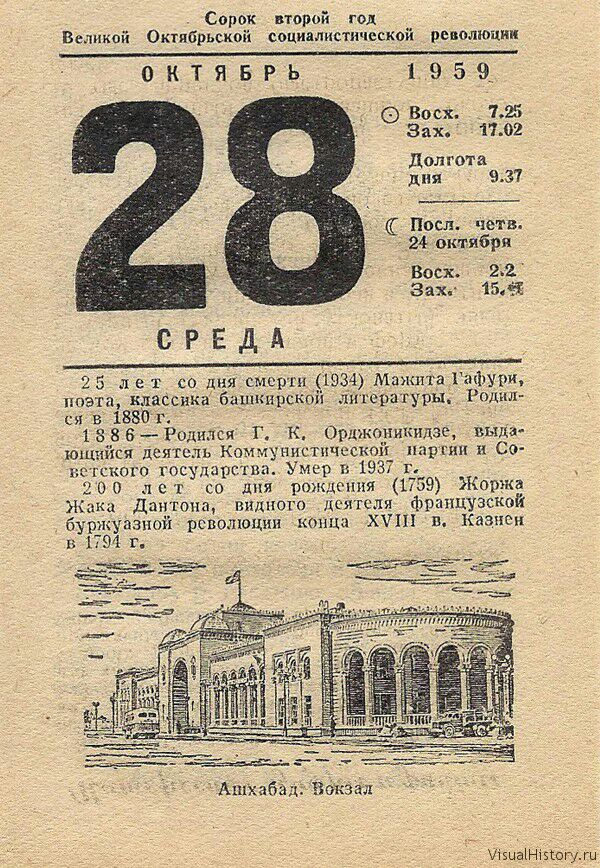 Сорок второй год
Великой Октябрьской социалистической революции
ОКТЯБРЬ 1959
28
Восх. 7.25
Зах. 17.02
Долгота
дня 9.37
Посл. четв.
24 октября
Восх. 2.2
Зах. 15.
СРЕДА
25 лет со дня смерти (1934) Мажита Гафури,
поэта, классика башкирской литературы. Родил-
ся в 1880 г.
1886 — Родился Г. К. Орджоникидзе, выда-
ющийся деятель Коммунистической партии и Со-
ветского государства. Умер в 1937 г.
200 лет со дня рождения (1759) Жоржа
Жака Дантона, видного деятеля французской
буржуазной революции конца XVIII в. Казнен
в 1794 г.
Ашхабад. Вокзал
VisualHistory.ru